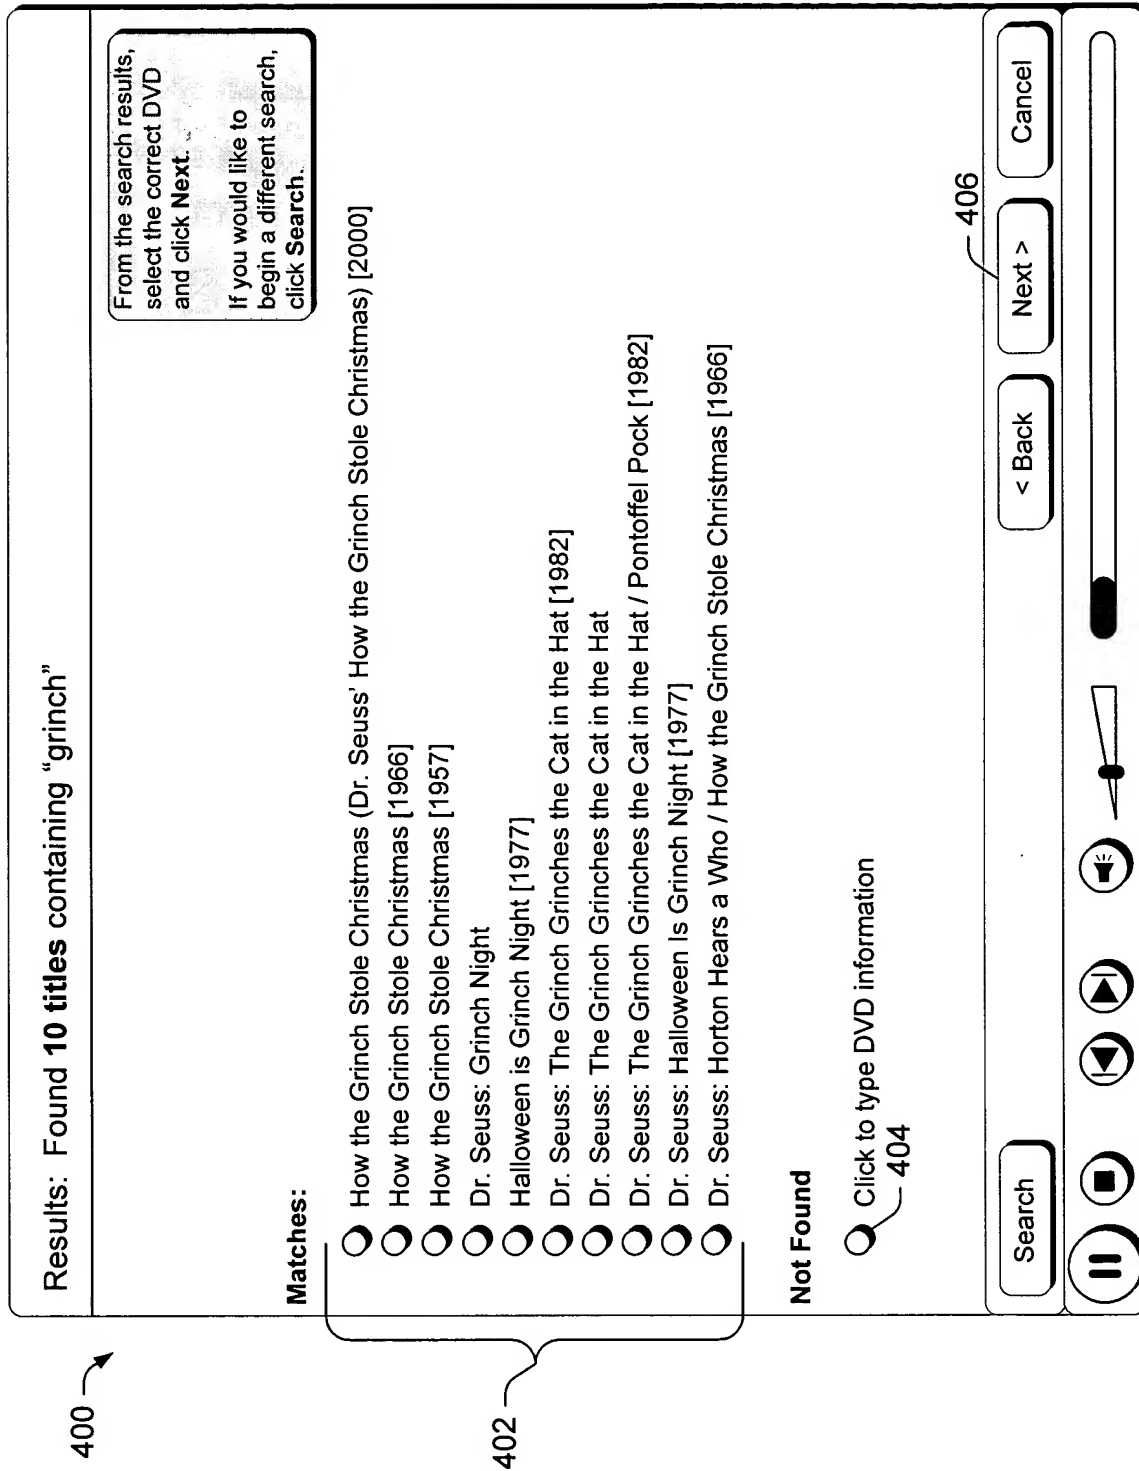 400
Results: Found 10 titles containing “grinch”
From the search results,
select the correct DVD
and click Next.
If you would like to
begin a different search,
click Search.
Matches:
402
How the Grinch Stole Christmas (Dr. Seuss' How the Grinch Stole Christmas) [2000]
How the Grinch Stole Christmas [1966]
How the Grinch Stole Christmas [1957]
Dr. Seuss: Grinch Night
Halloween is Grinch Night [1977]
Dr. Seuss: The Grinch Grinches the Cat in the Hat [1982]
Dr. Seuss: The Grinch Grinches the Cat in the Hat
Dr. Seuss: The Grinch Grinches the Cat in the Hat / Pontoffel Pock [1982]
Dr. Seuss: Halloween Is Grinch Night [1977]
Dr. Seuss: Horton Hears a Who / How the Grinch Stole Christmas [1966]
Not Found
Click to type DVD information
404
406
Search
< Back
Next >
Cancel